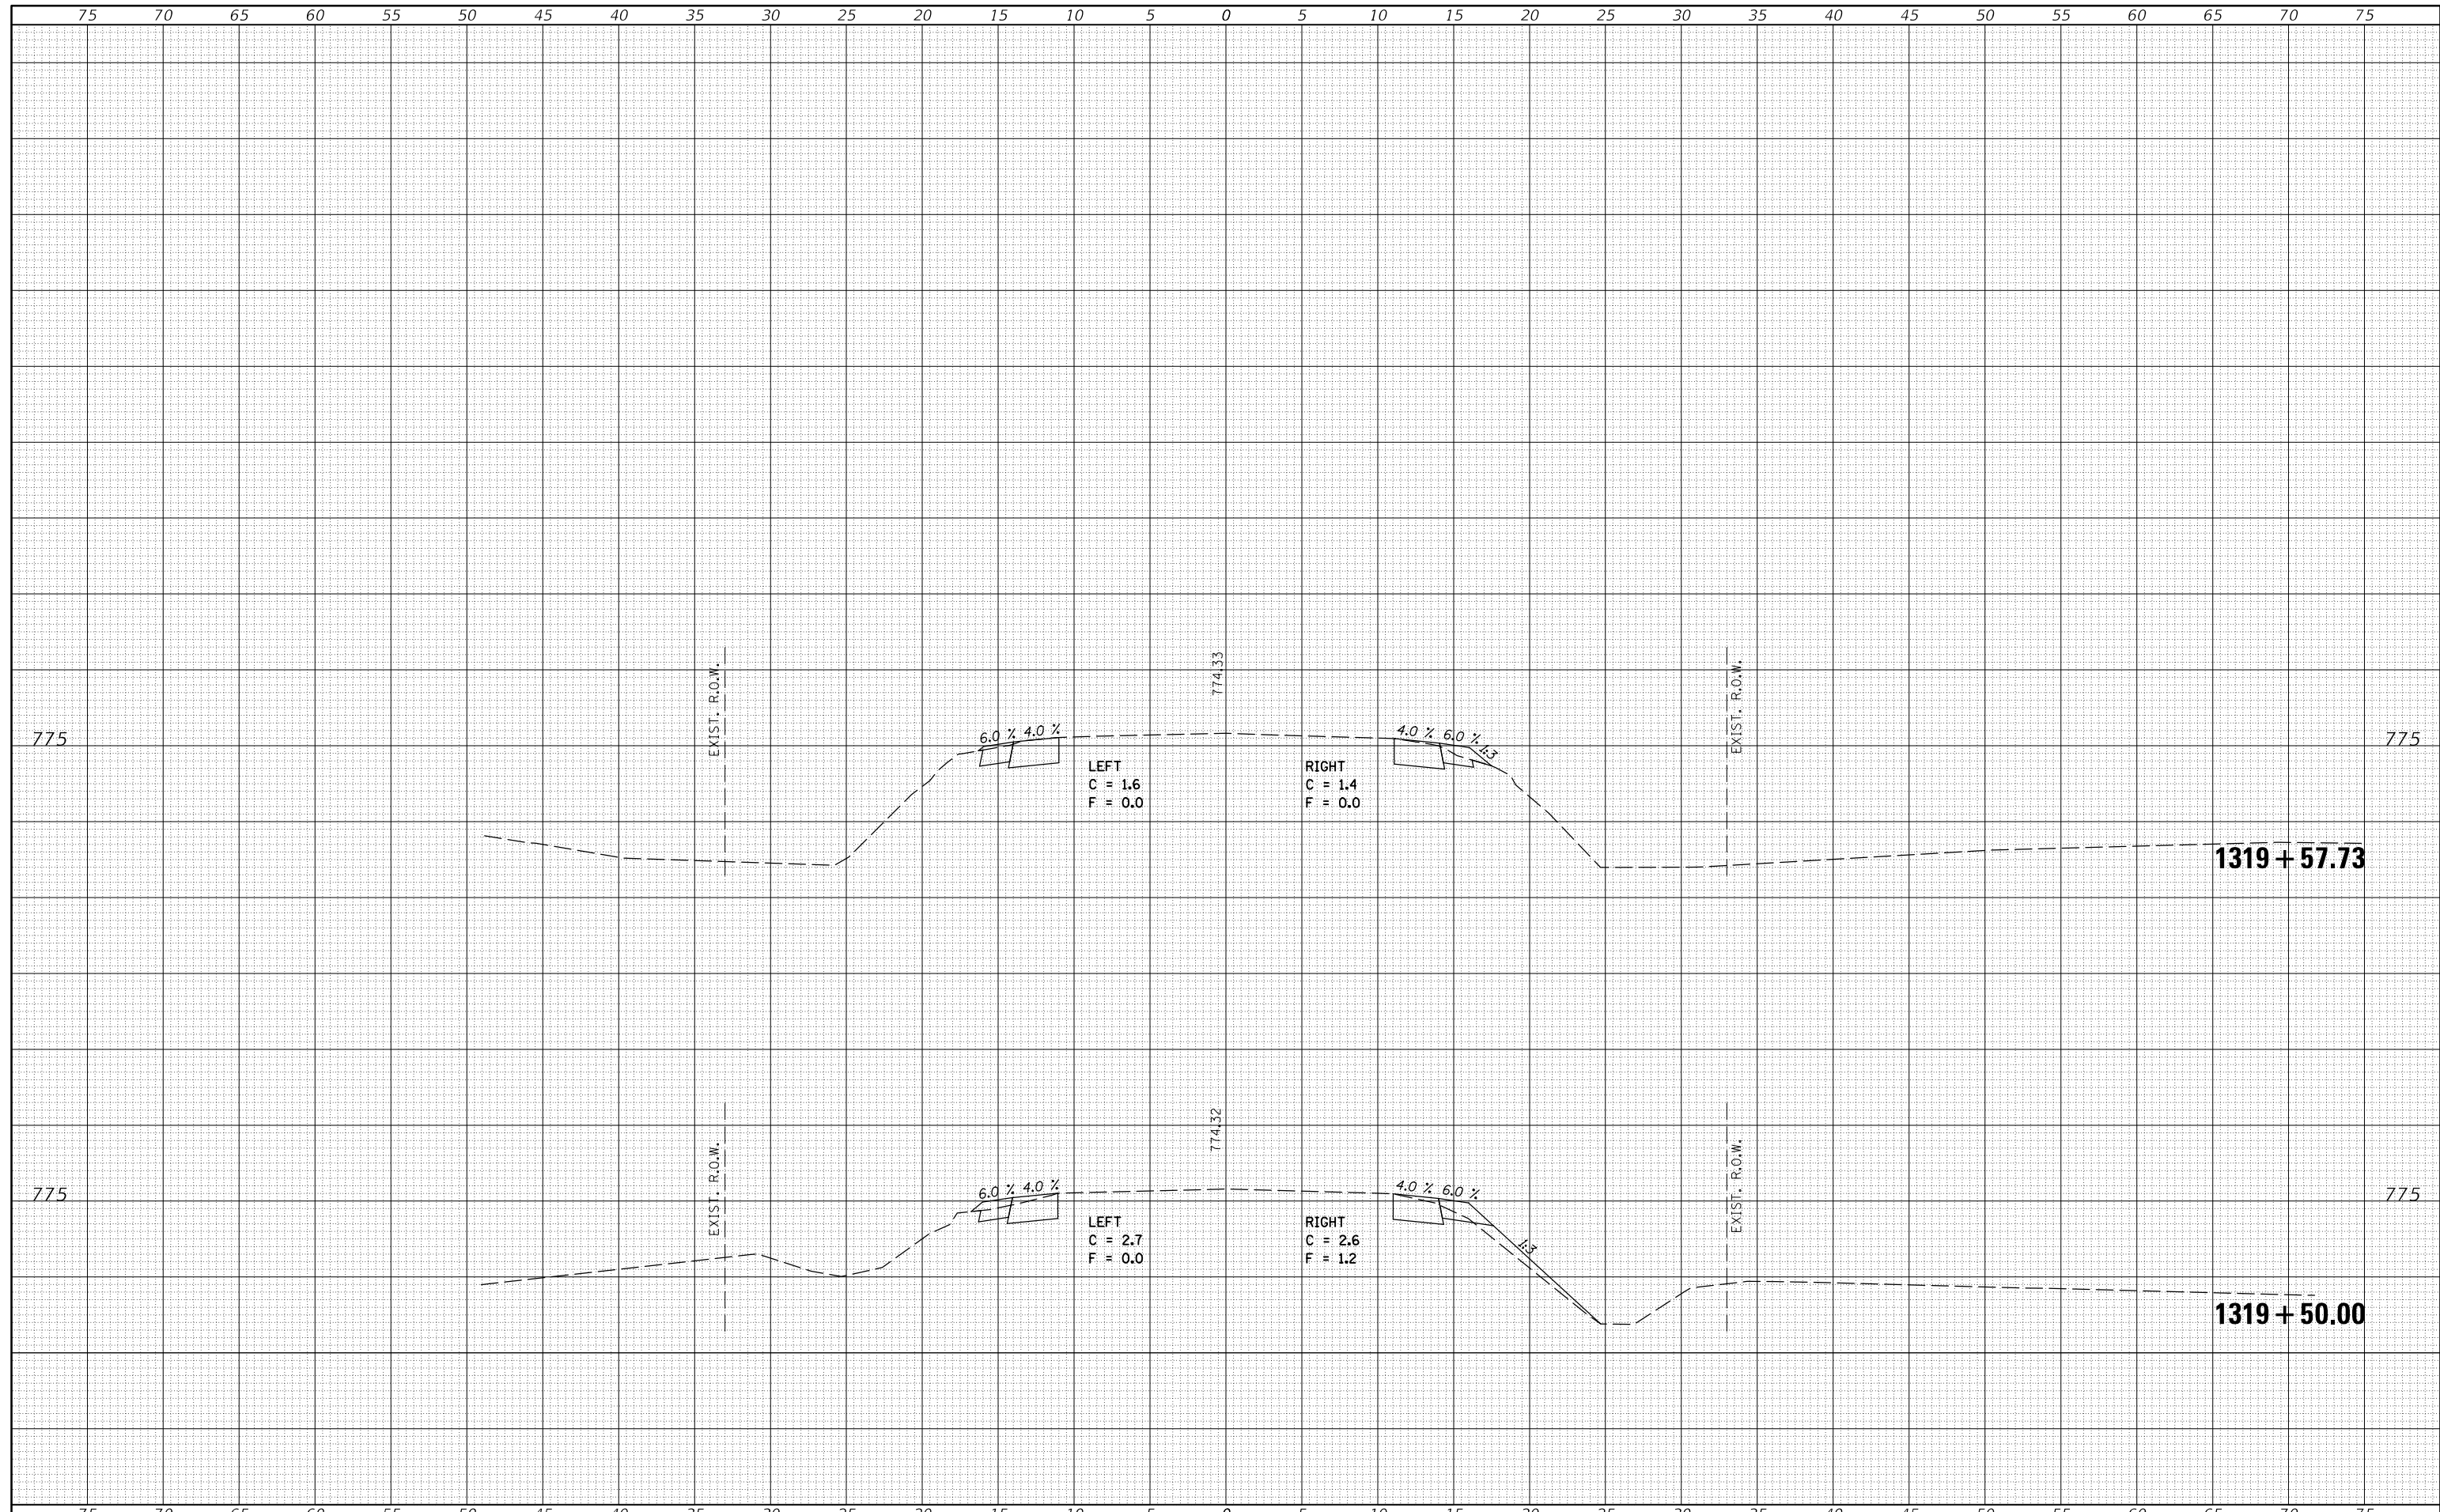 75 70 65 60 55 50 45 40 35 30 25 20 15 10 5 0 5 10 15 20 25 30 35 40 45 50 55 60 65 70 75
EXIST. R.O.W.
774.33
EXIST. R.O.W.
775
6.0 % 4.0 %
4.0 % 6.0 % 1:3
775
LEFT
C = 1.6
F = 0.0
RIGHT
C = 1.4
F = 0.0
1319 + 57.73
EXIST. R.O.W.
774.32
EXIST. R.O.W.
775
6.0 % 4.0 %
4.0 % 6.0 %
775
LEFT
C = 2.7
F = 0.0
RIGHT
C = 2.6
F = 1.2
1:3
1319 + 50.00
75 70 65 60 55 50 45 40 35 30 25 20 15 10 5 0 5 10 15 20 25 30 35 40 45 50 55 60 65 70 75